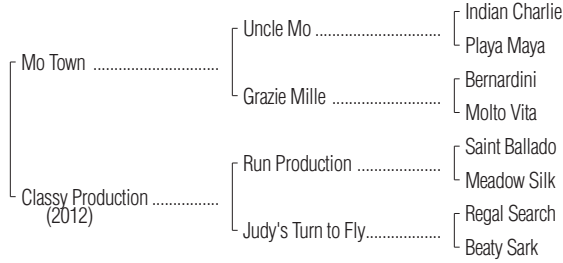 Indian Charlie
Uncle Mo ..............................
Playa Maya
Mo Town ..............................
Bernardini
Grazie Mille ..........................
Molto Vita
Saint Ballado
Run Production ....................
Meadow Silk
Classy Production ................
(2012)
Regal Search
Judy's Turn to Fly..................
Beaty Sark